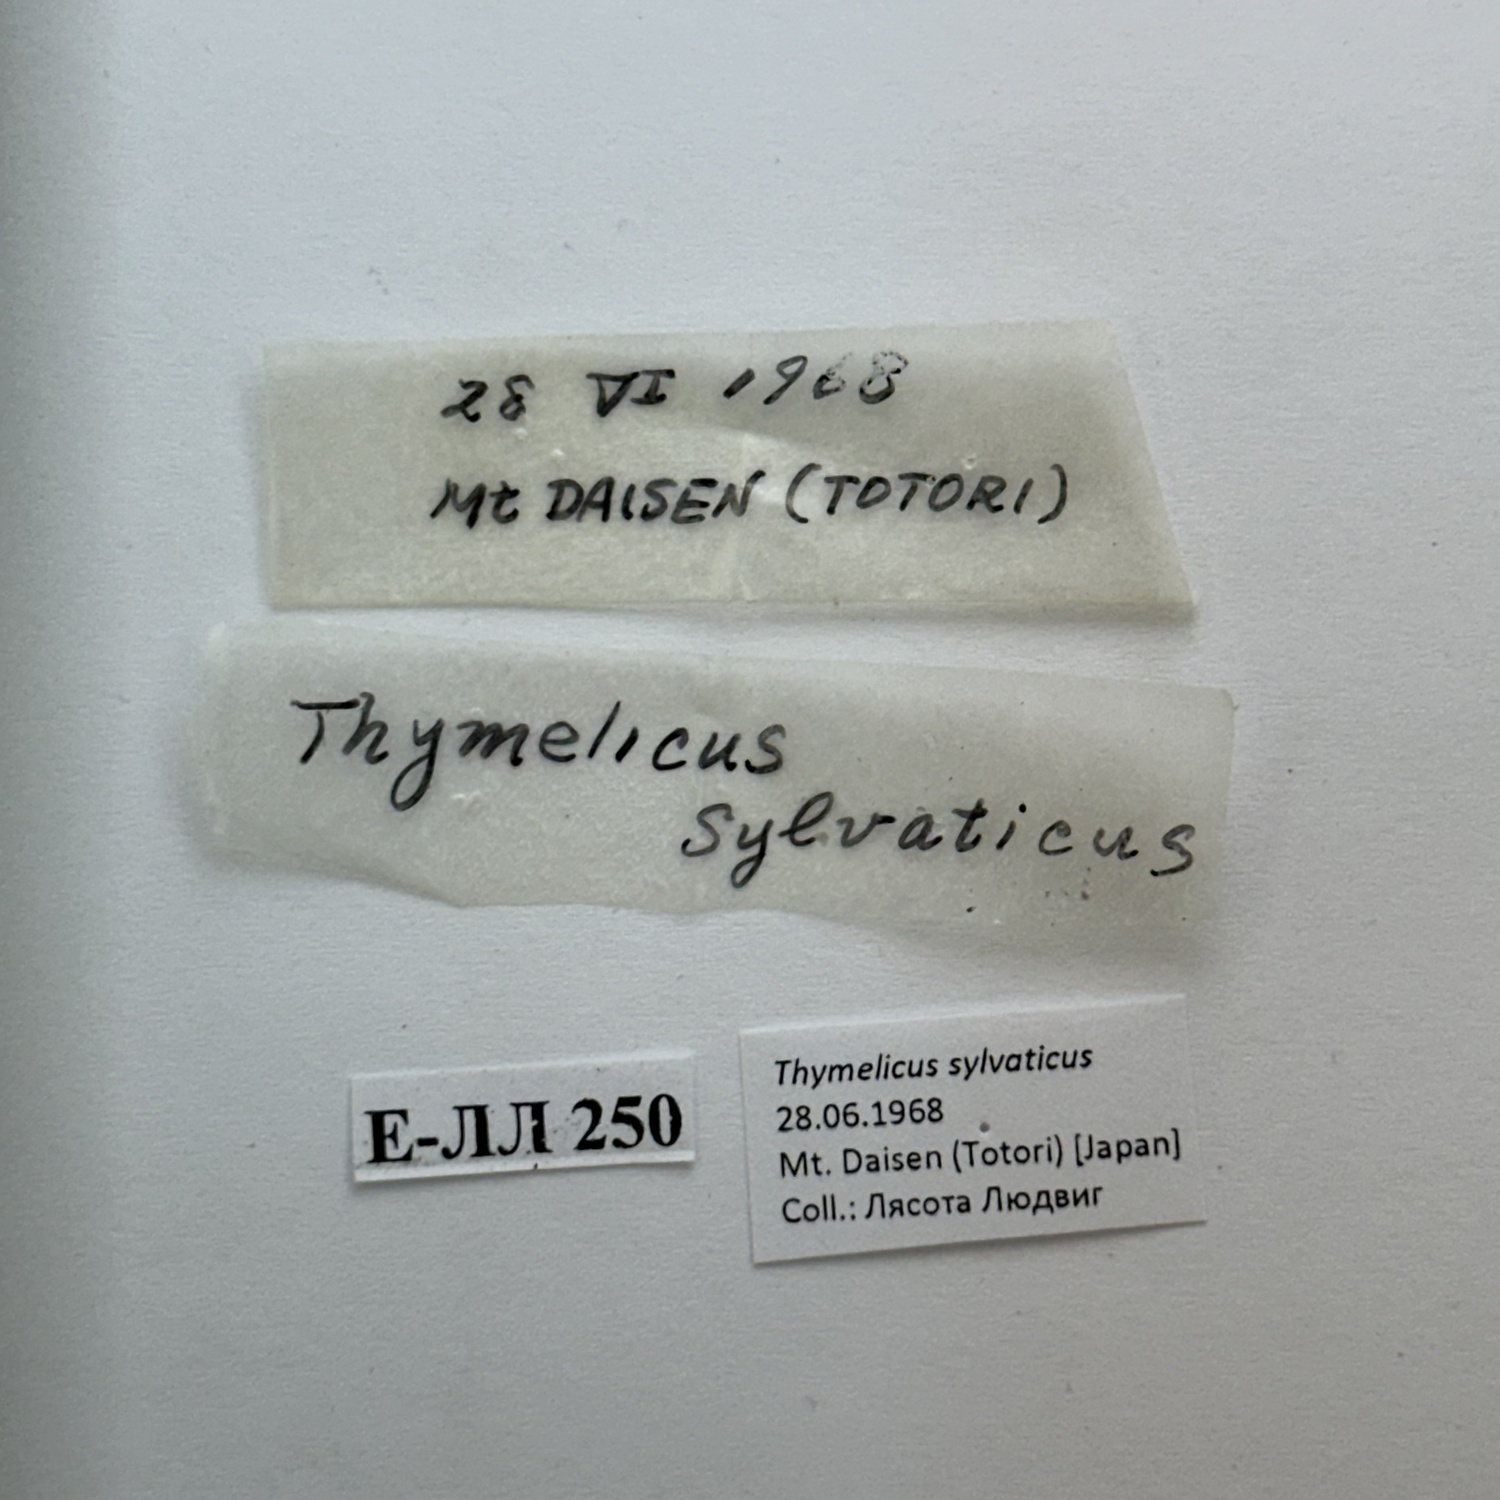 28 VI 1968
Mt DAISEN (TOTORI)
Thymelicus
Sylvaticus
Е-ЛЛ 250
Thymelicus sylvaticus
28.06.1968
Mt. Daisen (Totori) [Japan]
Coll.: Лясота Людвиг